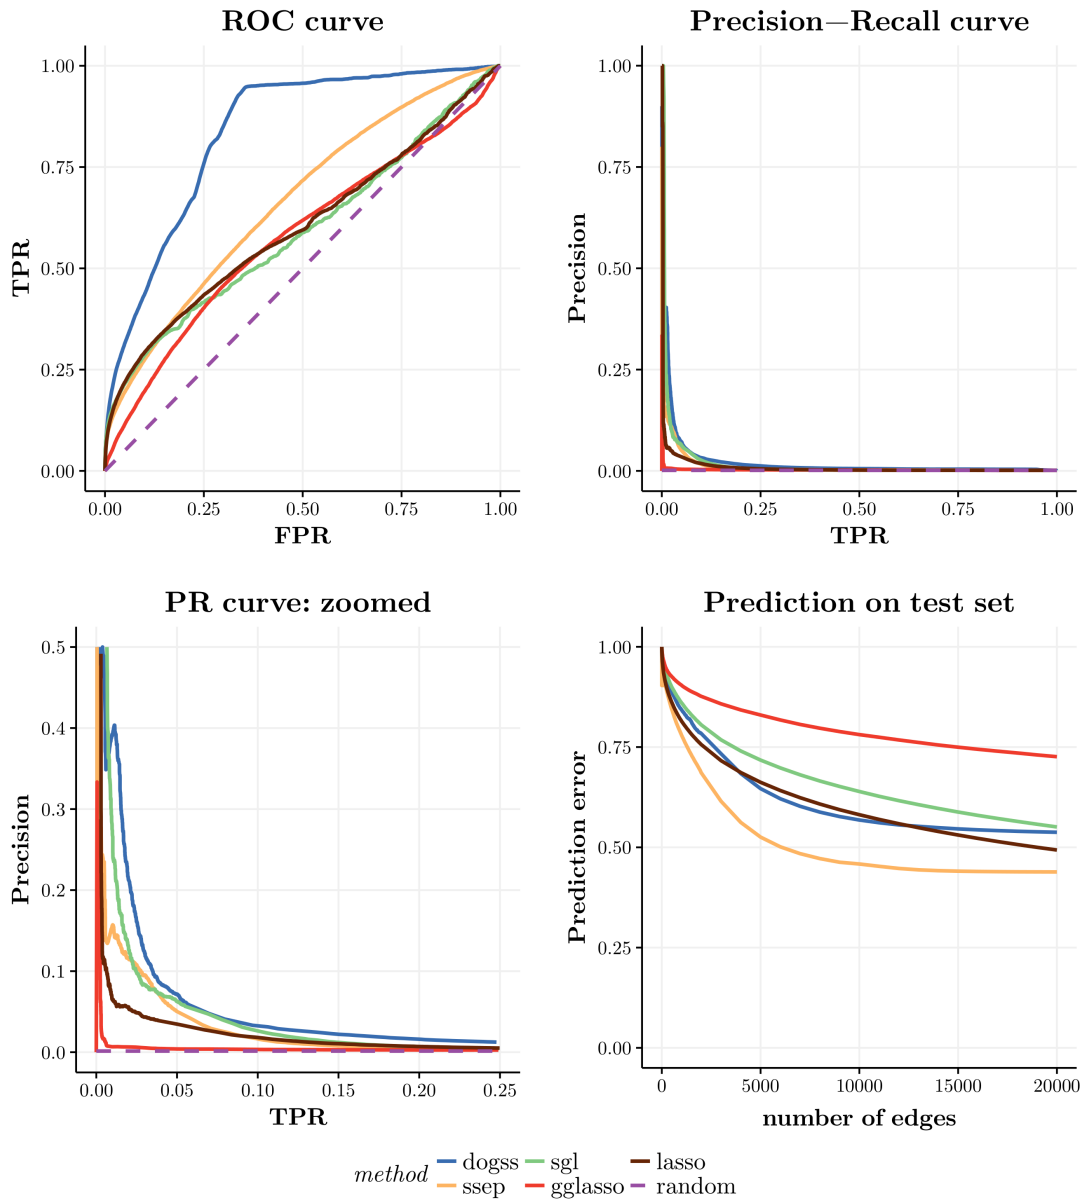 ROC curve
TPR
1.00
0.75
0.50
0.25
0.00
0.00 0.25 0.50 0.75 1.00
FPR
Precision−Recall curve
Precision
1.00
0.75
0.50
0.25
0.00
0.00 0.25 0.50 0.75 1.00
TPR
PR curve: zoomed
Precision
0.5
0.4
0.3
0.2
0.1
0.0
0.00 0.05 0.10 0.15 0.20 0.25
TPR
Prediction on test set
Prediction error
1.00
0.75
0.50
0.25
0.00
0 5000 10000 15000 20000
number of edges
method
dogss sgl lasso
ssep gglasso random